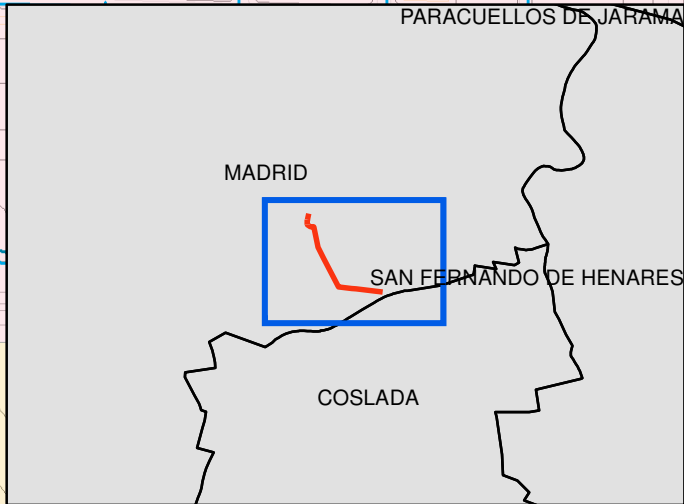 PARACUELLOS DE JARAMA
MADRID
SAN FERNANDO DE HENARES
COSLADA